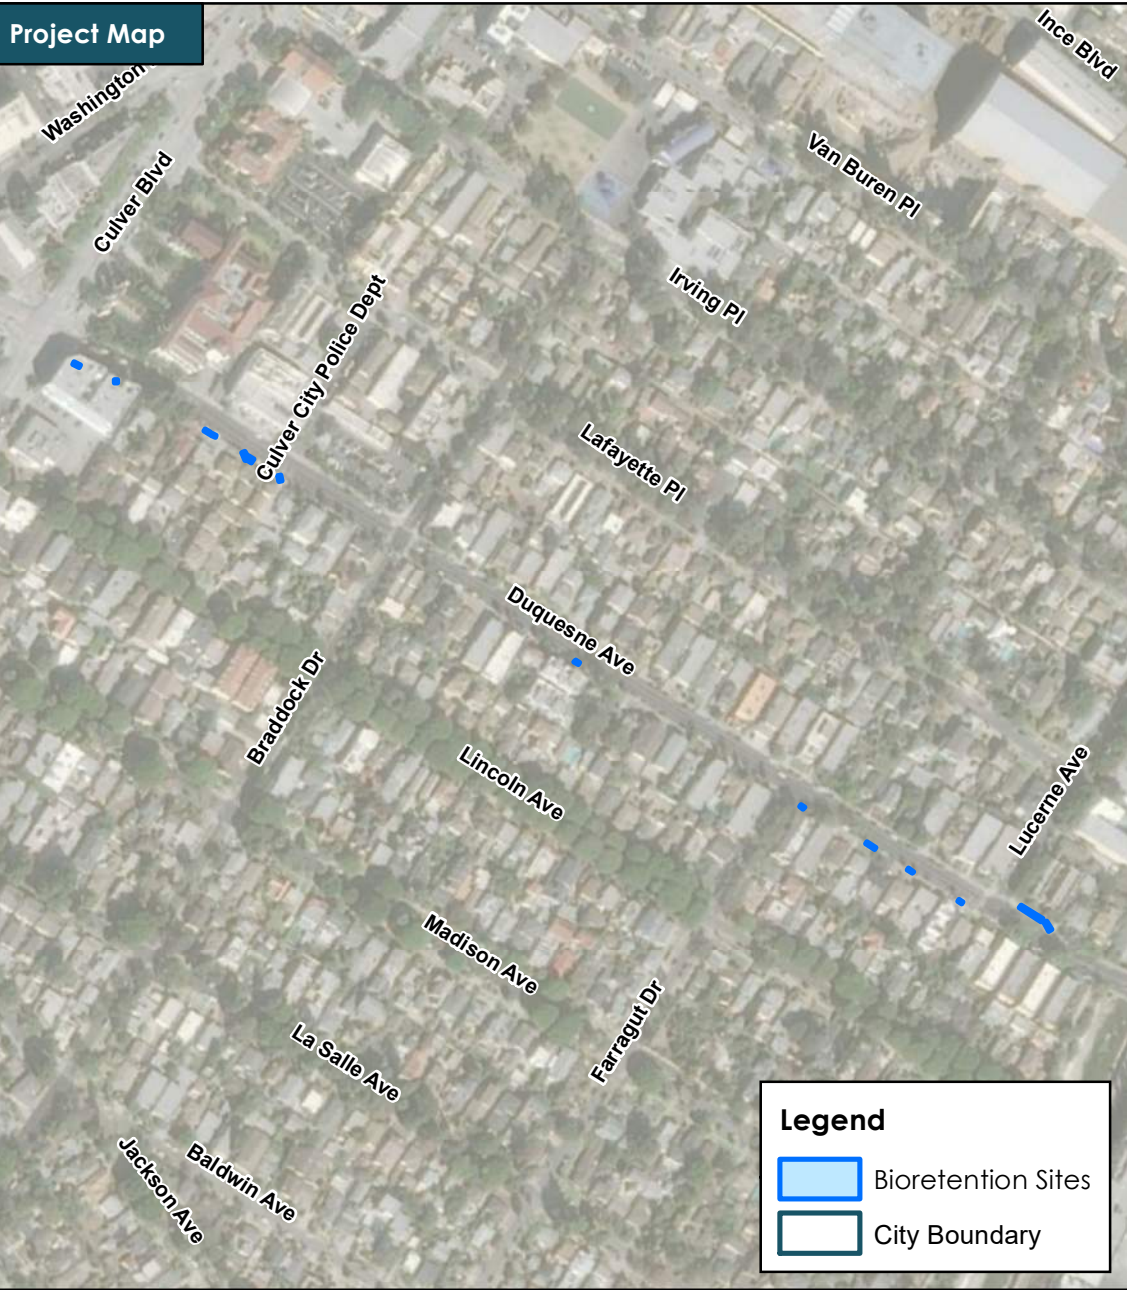 Project Map
Ince Blvd
Washington
Culver Blvd
Van Buren Pl
Irving Pl
Culver City Police Dept
Lafayette Pl
Duquesne Ave
Braddock Dr
Lincoln Ave
Lucerne Ave
Madison Ave
Farragut Dr
La Salle Ave
Jackson Ave
Baldwin Ave
Legend
Bioretention Sites
City Boundary